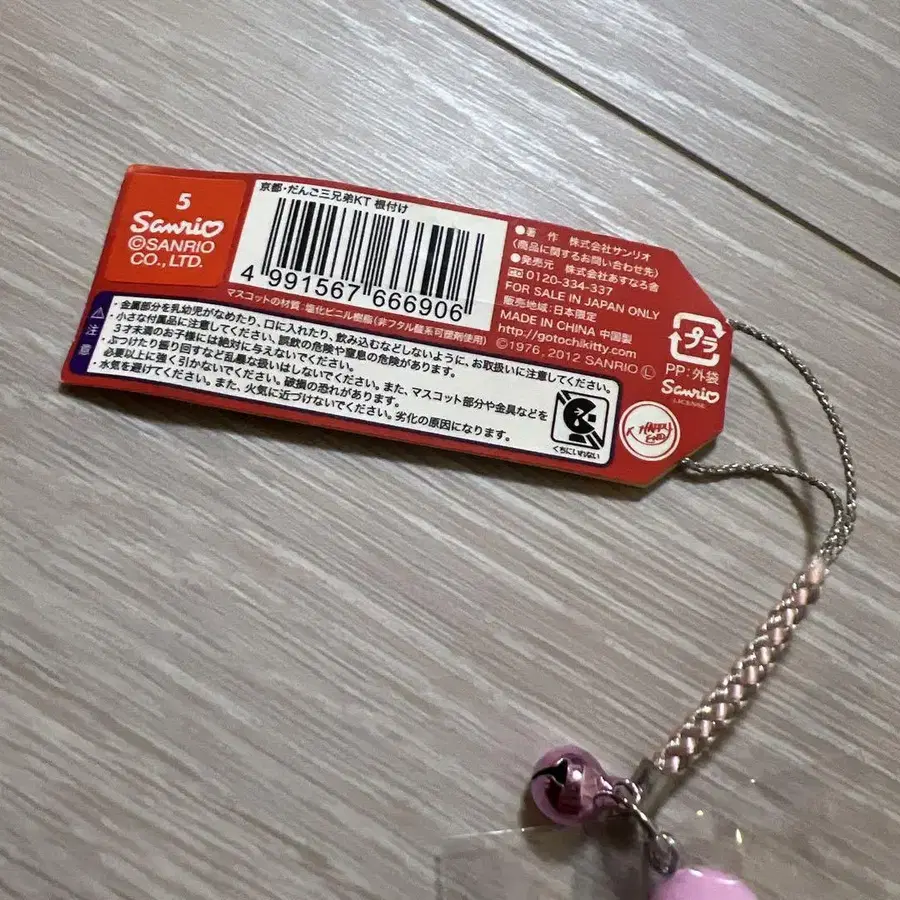 5
Sanrio
©SANRIO
CO.,LTD.
京都・だんご三兄弟KT 根付け
4 991567 666906
マスコットの材質：塩化ビニル樹脂（非フタル酸系可塑剤使用）
●著 作 株式会社サンリオ
（商品に関するお問い合わせ先）
●発売元 株式会社あすなろ舎
0120-334-337
FOR SALE IN JAPAN ONLY
販売地域：日本限定
MADE IN CHINA 中国製
http://gotochikitty.com
©1976, 2012 SANRIO Ⓛ
プラ
PP：外袋
Sanrio
LICENSE
HAPPY
END
注意
・金属部分を乳幼児がなめたり、口に入れたり、飲み込むなどしないように、お取扱いに注意してください。
・小さな付属品に注意してください、誤飲の危険や窒息の危険があります。
3才未満のお子様には絶対に与えないでください。
・ぶつけたり振り回すなど乱暴な扱いはしないでください。また、マスコット部分や金具などを
必要以上に強く引かないでください。破損の恐れがあります。
・水気を避けてください。また、火気に近づけないでください。劣化の原因になります。
くちにいれない